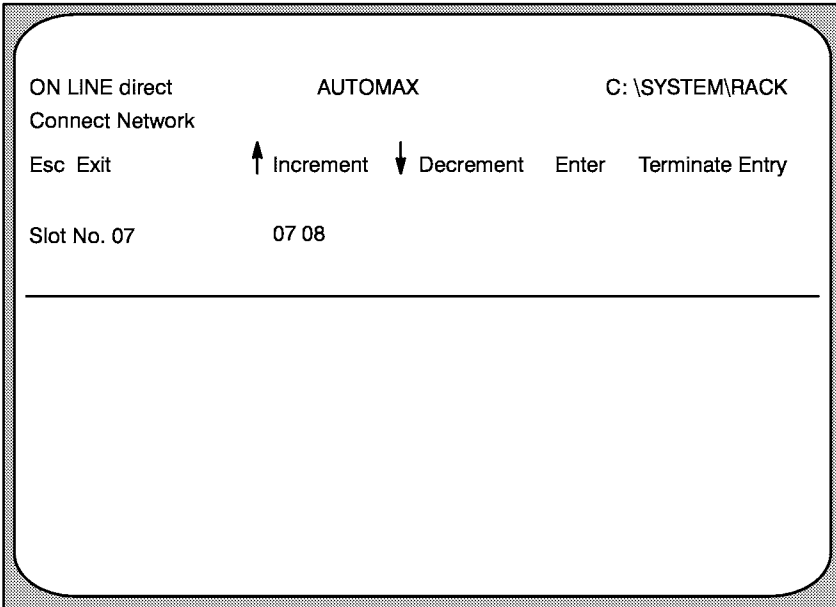 ON LINE direct AUTOMAX C: \SYSTEM\RACK
Connect Network
Esc Exit ↑ Increment ↓ Decrement Enter Terminate Entry
Slot No. 07 07 08